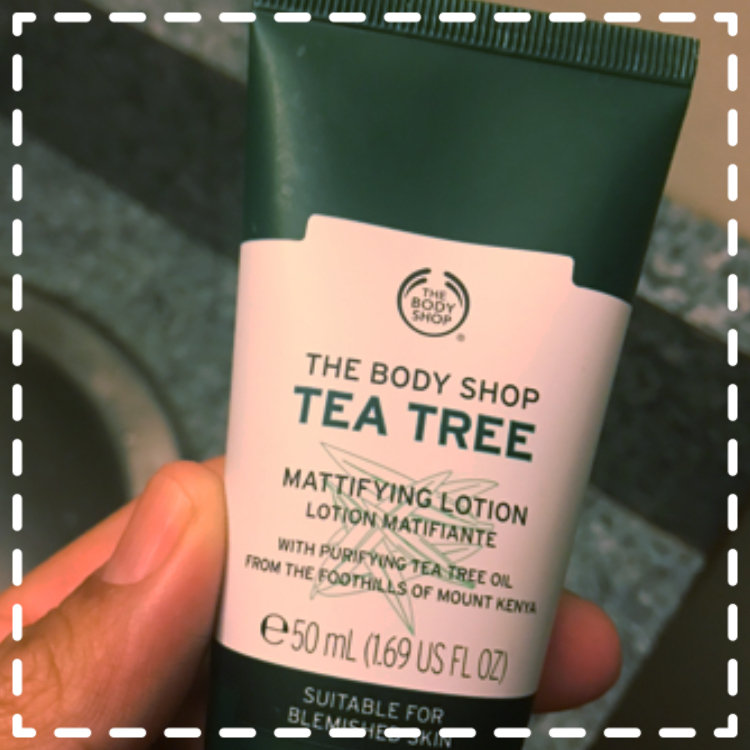 THE
BODY
SHOP
®
THE BODY SHOP
TEA TREE
MATTIFYING LOTION
LOTION MATIFIANTE
WITH PURIFYING TEA TREE OIL
FROM THE FOOTHILLS OF MOUNT KENYA
℮50 mL (1.69 US FL OZ)
SUITABLE FOR
BLEMISHED SKIN